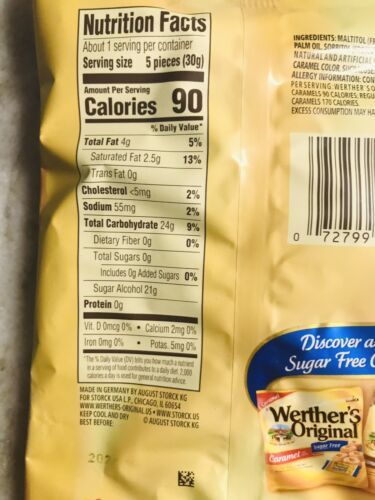 Nutrition Facts
About 1 serving per container
Serving size 5 pieces (30g)
Amount Per Serving
Calories 90
% Daily Value*
Total Fat 4g 5%
Saturated Fat 2.5g 13%
Trans Fat 0g
Cholesterol <5mg 2%
Sodium 55mg 2%
Total Carbohydrate 24g 9%
Dietary Fiber 0g 0%
Total Sugars 0g
Includes 0g Added Sugars 0%
Sugar Alcohol 21g
Protein 0g
Vit. D 0mcg 0% • Calcium 2mg 0%
Iron 0mg 0% • Potas. 5mg 0%
*The % Daily Value (DV) tells you how much a nutrient
in a serving of food contributes to a daily diet. 2,000
calories a day is used for general nutrition advice.
MADE IN GERMANY BY AUGUST STORCK KG
FOR STORCK USA L.P., CHICAGO, IL 60654
WWW.WERTHERS-ORIGINAL.US • WWW.STORCK.US
KEEP COOL AND DRY © AUGUST STORCK KG
BEST BEFORE:
INGREDIENTS: MALTITOL
PALM OIL,
NATURAL AND ARTIFICIAL
CARAMEL COLOR,
ALLERGY INFORMATION:
PER SERVING: WERTHER'S
CARAMELS 90 CALORIES;
CARAMELS 170 CALORIES.
EXCESS CONSUMPTION MAY
0 72799
Discover
Sugar Free
Caramel
Werther's
Original
Sugar Free
Caramel